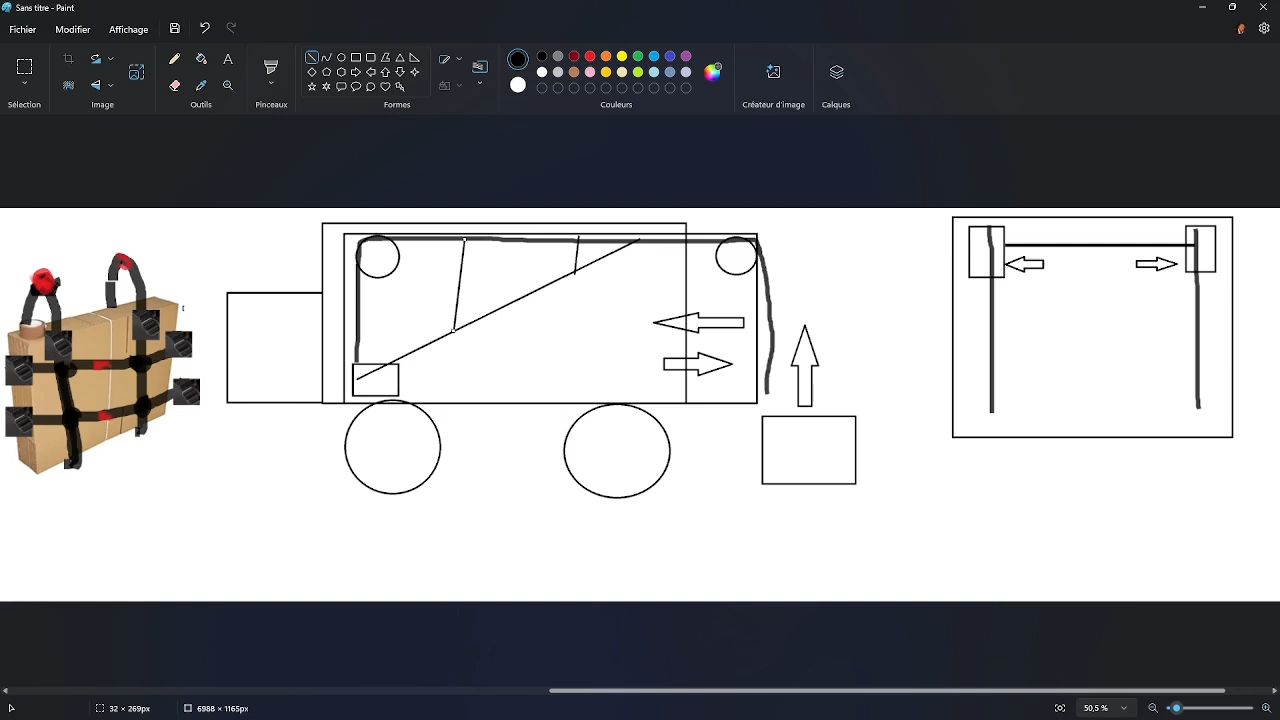 Sans titre - Paint
Fichier
Modifier
Affichage
Sélection
Image
Outils
Pinceaux
Formes
Couleurs
Créateur d'image
Calques
32 × 269px
6988 × 1165px
50,5 %